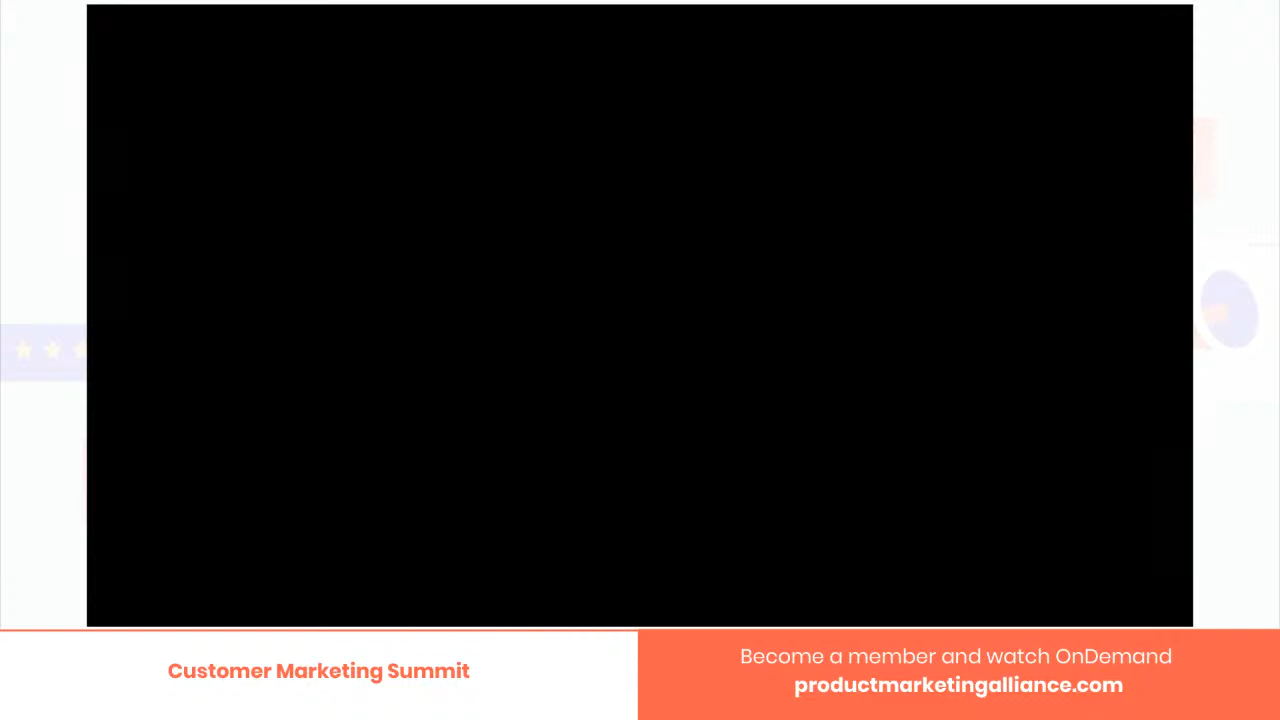 Customer Marketing Summit
Become a member and watch OnDemand
productmarketingalliance.com